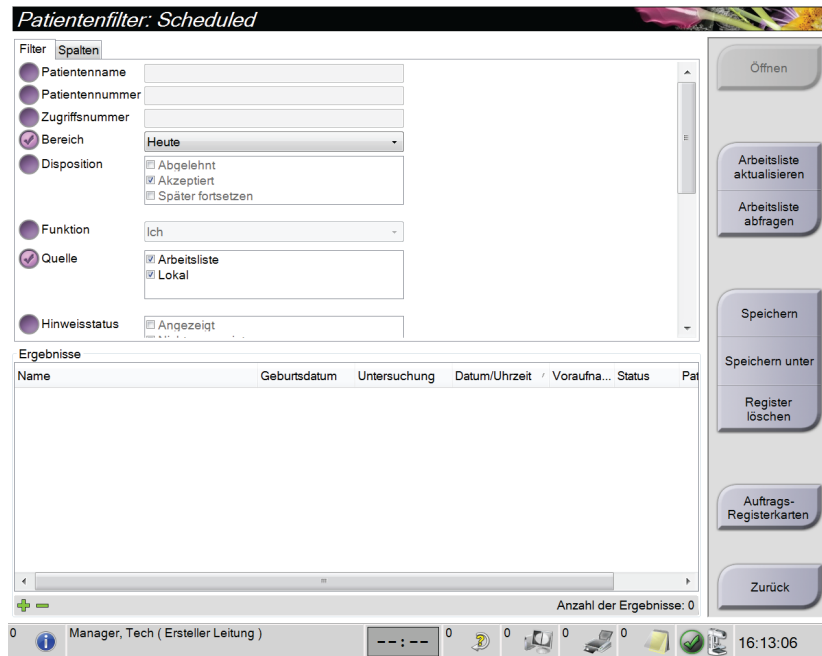 Patientenfilter: Scheduled
Filter Spalten
Patientenname
Patientennummer
Zugriffsnummer
Bereich Heute
Disposition Abgelehnt
Akzeptiert
Später fortsetzen
Funktion Ich
Quelle Arbeitsliste
Lokal
Hinweisstatus Angezeigt
Ergebnisse
Name Geburtsdatum Untersuchung Datum/Uhrzeit Voraufna... Status Pat
Anzahl der Ergebnisse: 0
Öffnen
Arbeitsliste
aktualisieren
Arbeitsliste
abfragen
Speichern
Speichern unter
Register
löschen
Auftrags-
Registerkarten
Zurück
0 Manager, Tech ( Ersteller Leitung ) --:-- 0 0 0 0 16:13:06